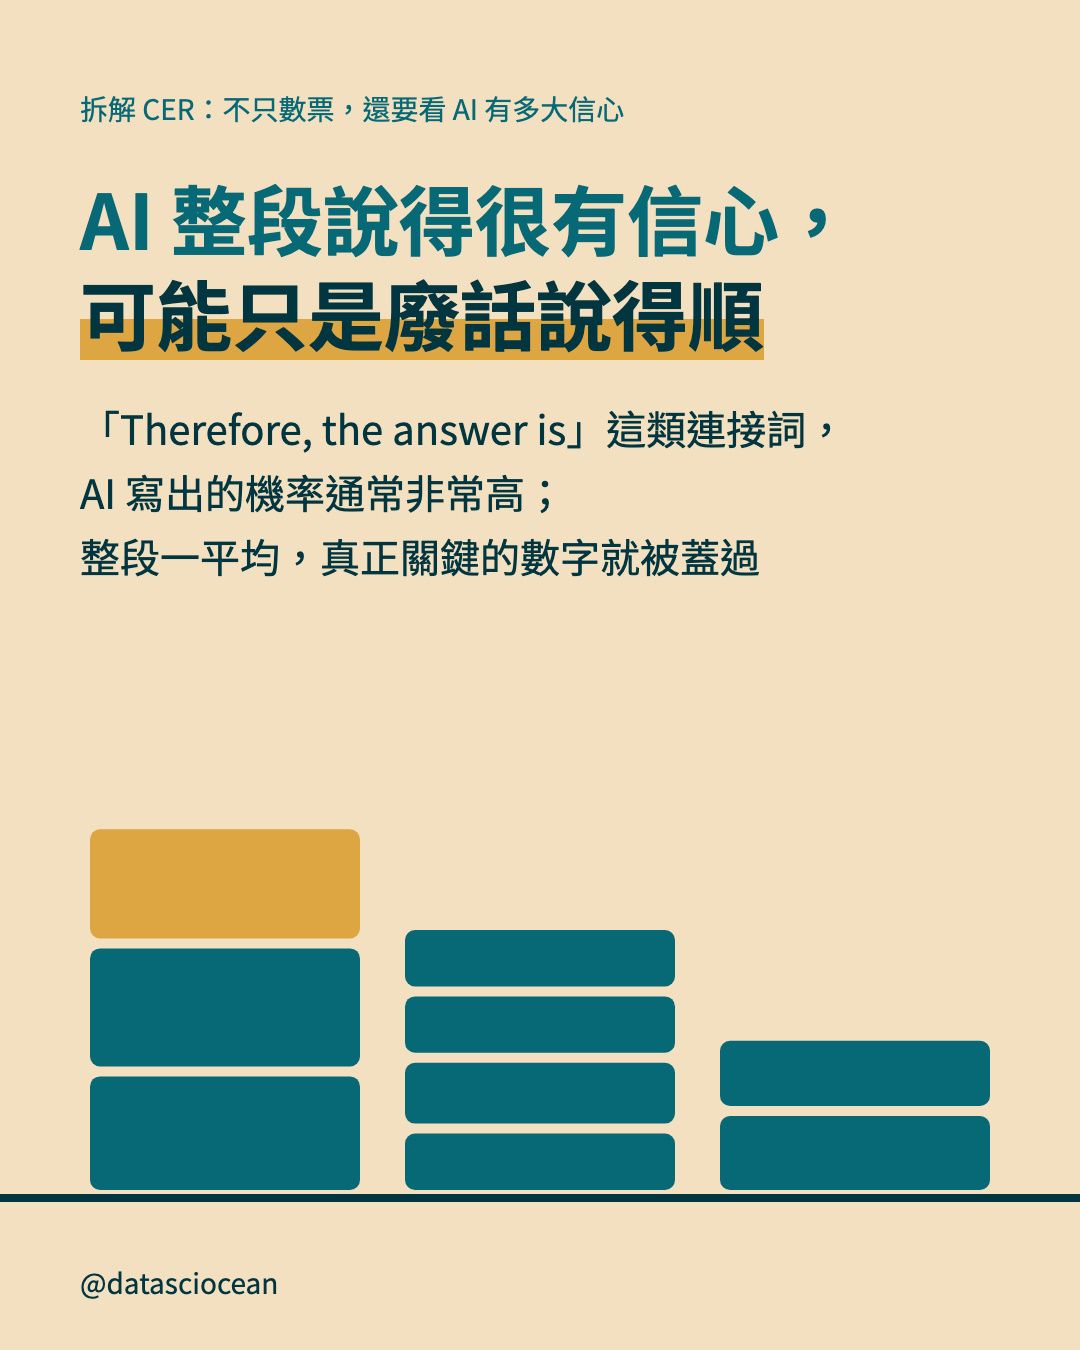 拆解 CER：不只數票，還要看 AI 有多大信心
AI 整段說得很有信心，
可能只是廢話說得順
「Therefore, the answer is」這類連接詞，
AI 寫出的機率通常非常高；
整段一平均，真正關鍵的數字就被蓋過
@datasciocean